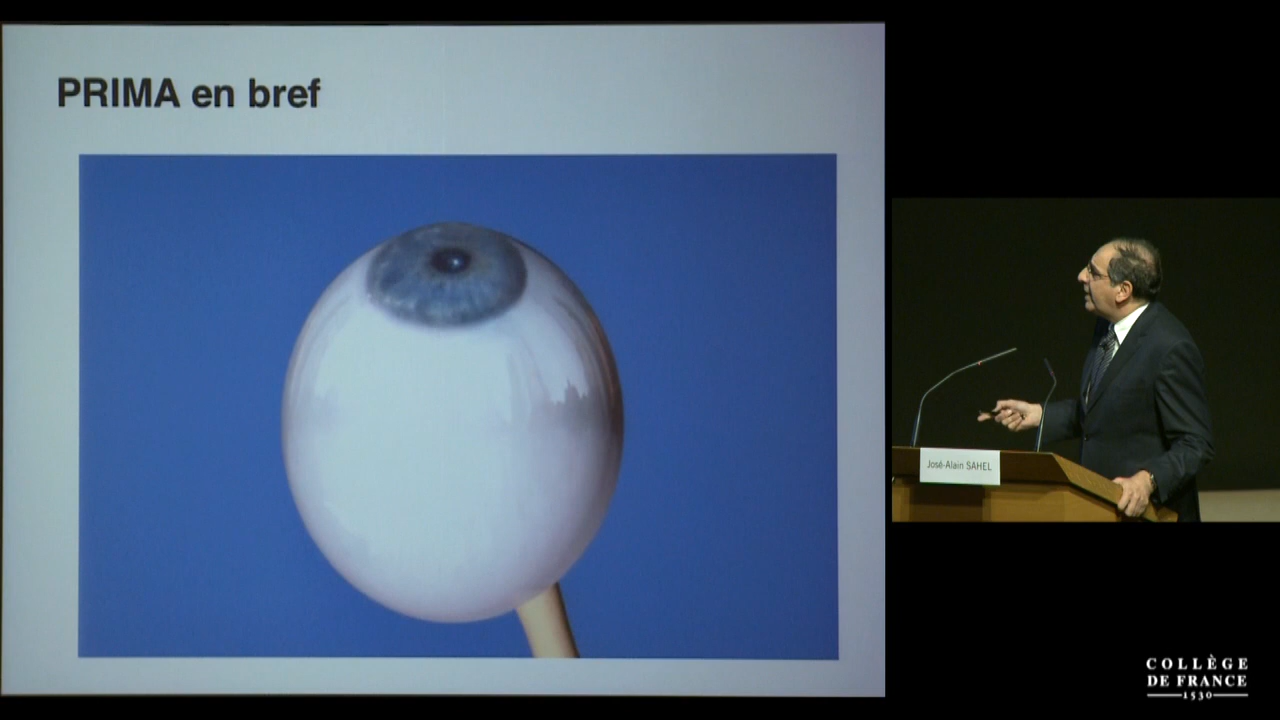 PRIMA en bref
José-Alain SAHEL
COLLÈGE
DE FRANCE
1530